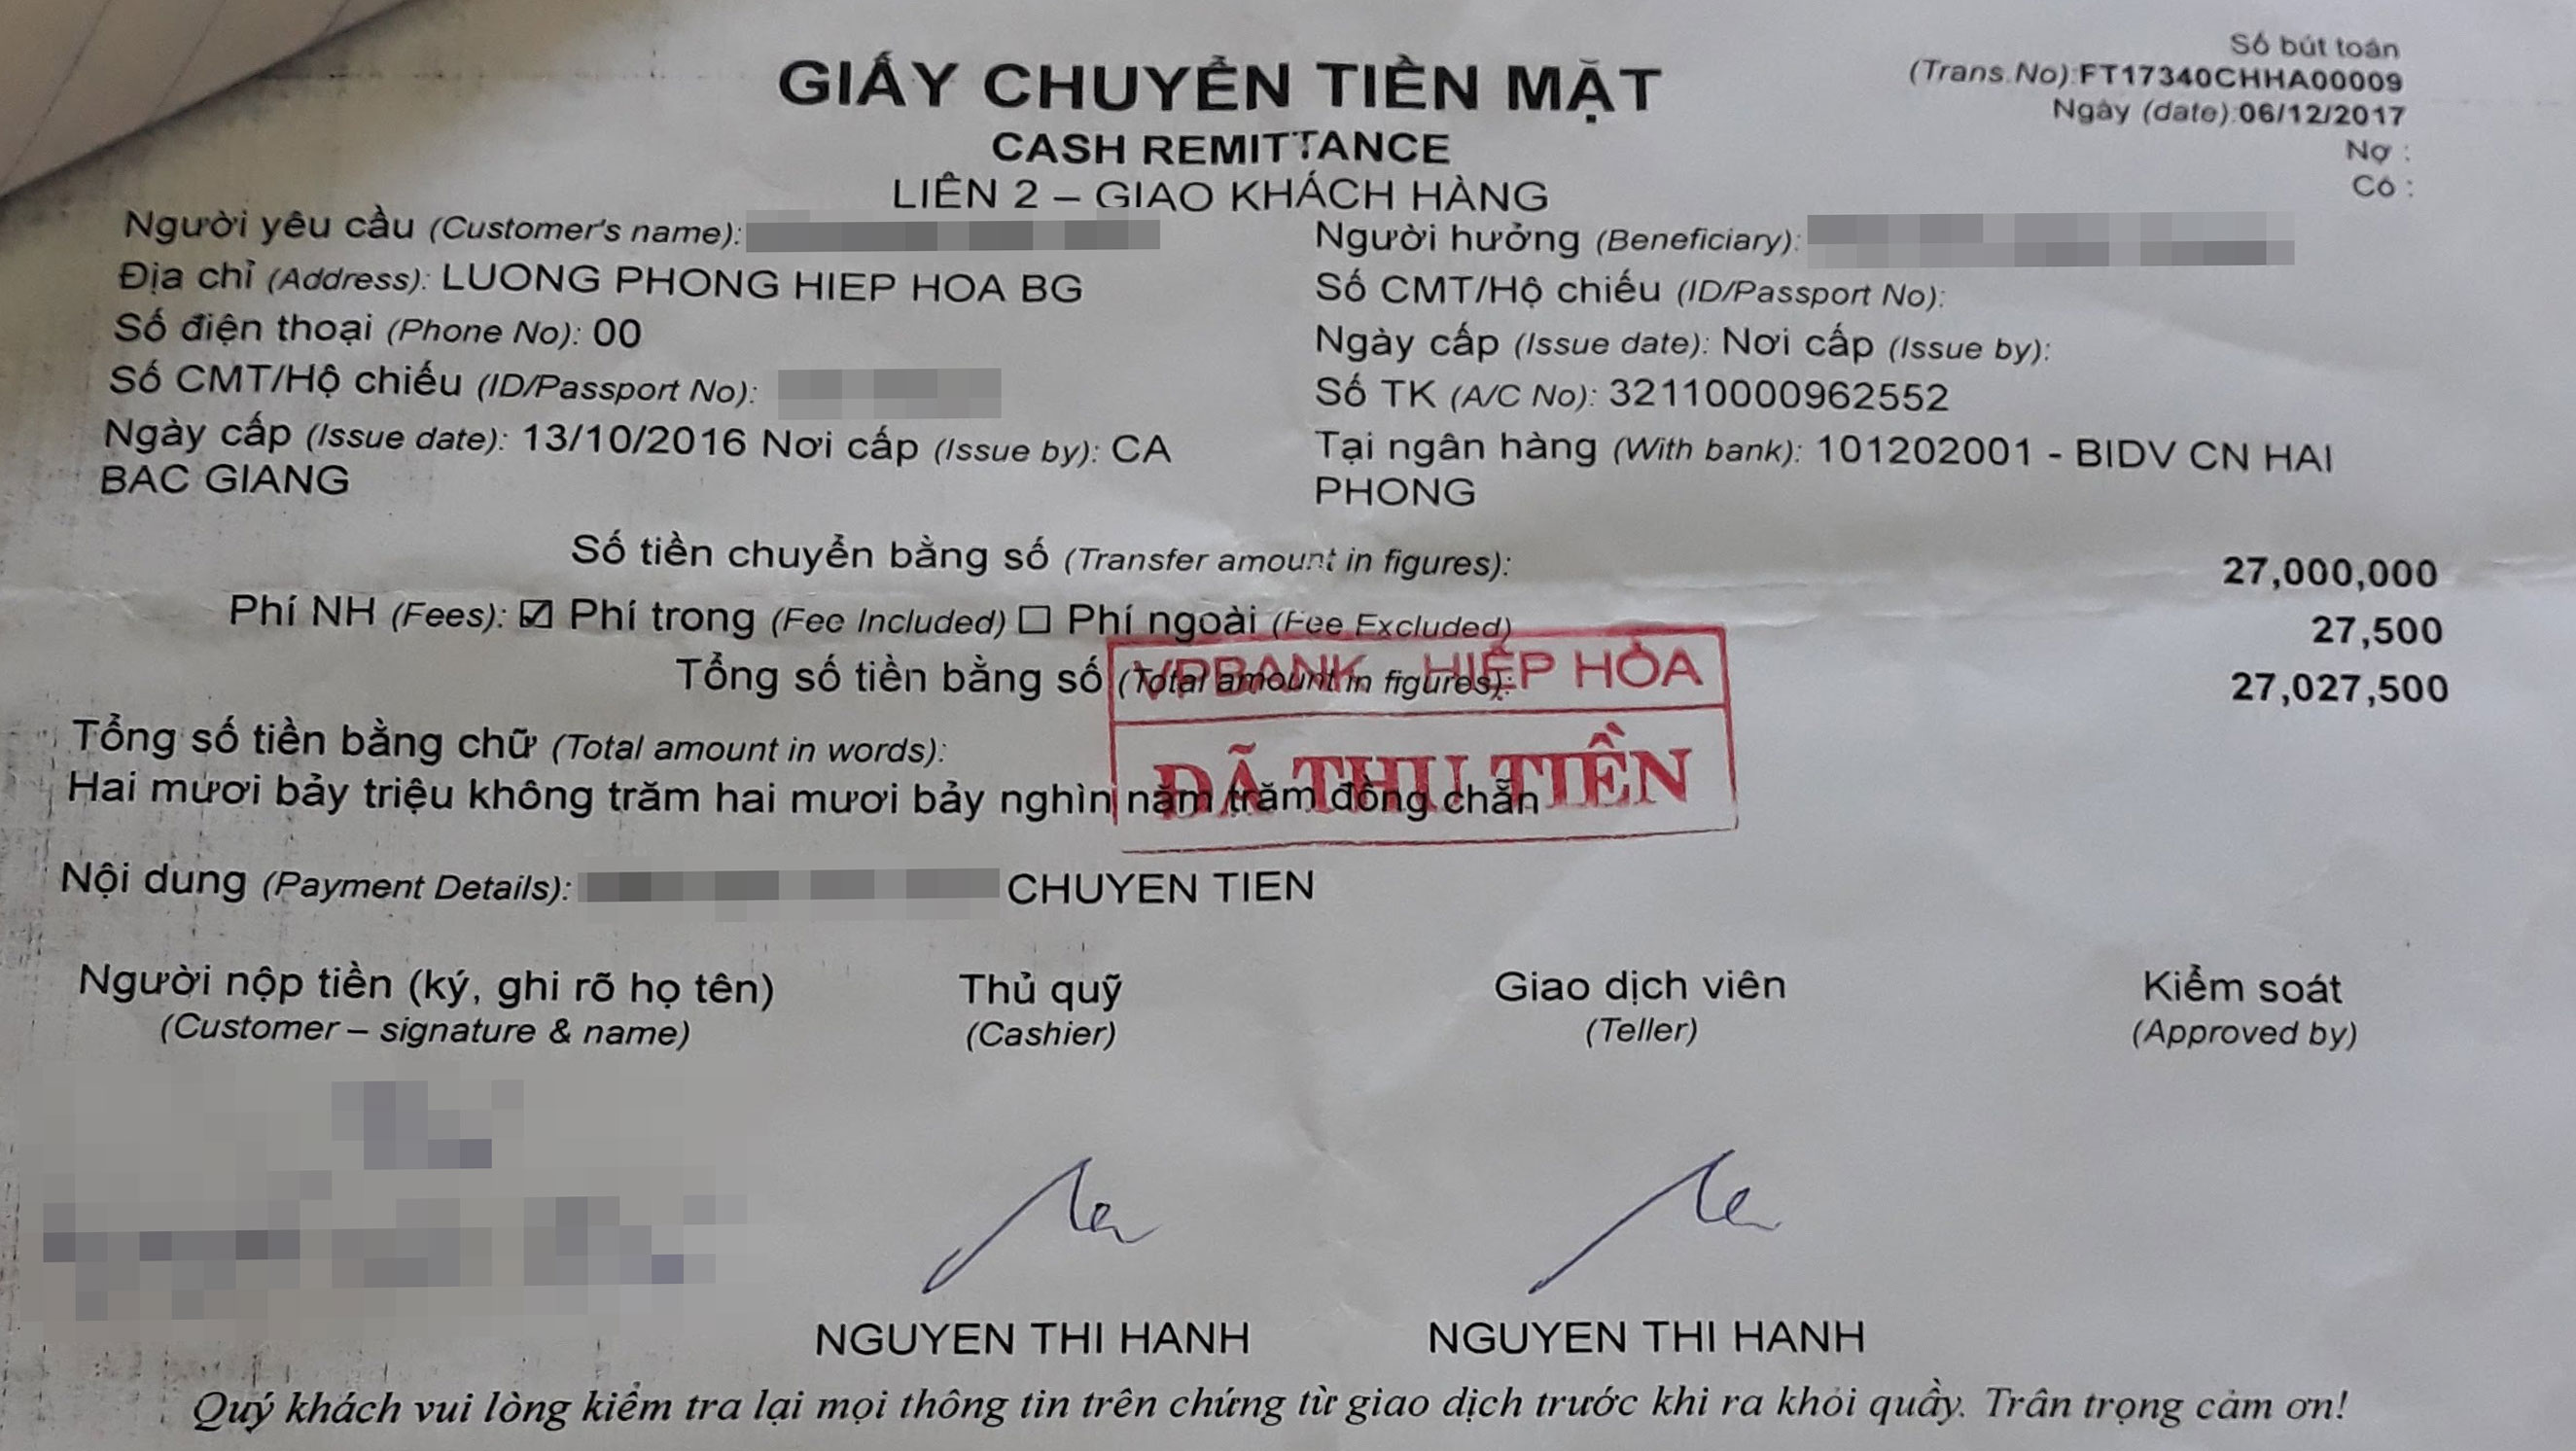 Số bút toán
(Trans.No):FT17340CHHA00009
Ngày (date):06/12/2017
Nợ :
Có :
GIẤY CHUYỂN TIỀN MẶT
CASH REMITTANCE
LIÊN 2 – GIAO KHÁCH HÀNG
Người yêu cầu (Customer's name):
Địa chỉ (Address): LUONG PHONG HIEP HOA BG
Số điện thoại (Phone No): 00
Số CMT/Hộ chiếu (ID/Passport No):
Ngày cấp (Issue date): 13/10/2016 Nơi cấp (Issue by): CA
BAC GIANG
Người hưởng (Beneficiary):
Số CMT/Hộ chiếu (ID/Passport No):
Ngày cấp (Issue date): Nơi cấp (Issue by):
Số TK (A/C No): 32110000962552
Tại ngân hàng (With bank): 101202001 - BIDV CN HAI
PHONG
Số tiền chuyển bằng số (Transfer amount in figures): 27,000,000
Phí NH (Fees): ☑ Phí trong (Fee Included) ☐ Phí ngoài (Fee Excluded) 27,500
Tổng số tiền bằng số (Total amount in figures): 27,027,500
VPBANK HIỆP HÒA
ĐÃ THU TIỀN
Tổng số tiền bằng chữ (Total amount in words):
Hai mươi bảy triệu không trăm hai mươi bảy nghìn năm trăm đồng chẵn
Nội dung (Payment Details): CHUYEN TIEN
Người nộp tiền (ký, ghi rõ họ tên) Thủ quỹ Giao dịch viên Kiểm soát
(Customer – signature & name) (Cashier) (Teller) (Approved by)
NGUYEN THI HANH NGUYEN THI HANH
Quý khách vui lòng kiểm tra lại mọi thông tin trên chứng từ giao dịch trước khi ra khỏi quầy. Trân trọng cảm ơn!